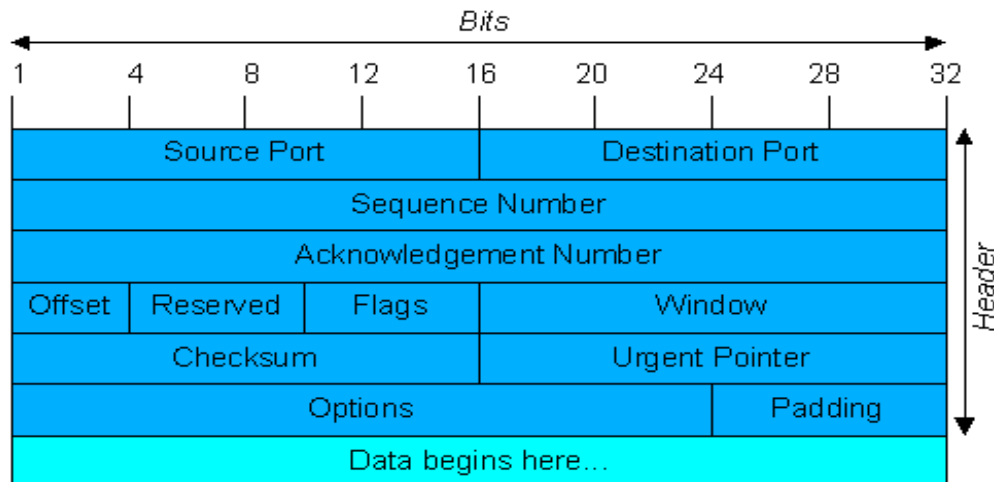 Bits
1 4 8 12 16 20 24 28 32
Source Port Destination Port
Sequence Number
Acknowledgement Number
Offset Reserved Flags Window
Checksum Urgent Pointer
Options Padding
Data begins here...
Header